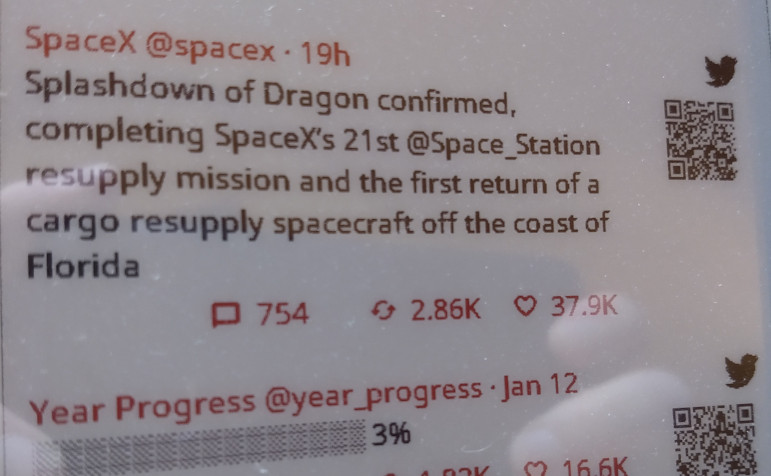 SpaceX @spacex · 19h
Splashdown of Dragon confirmed,
completing SpaceX's 21st @Space_Station
resupply mission and the first return of a
cargo resupply spacecraft off the coast of
Florida
754 2.86K 37.9K
Year Progress @year_progress · Jan 12
3%
16.6K